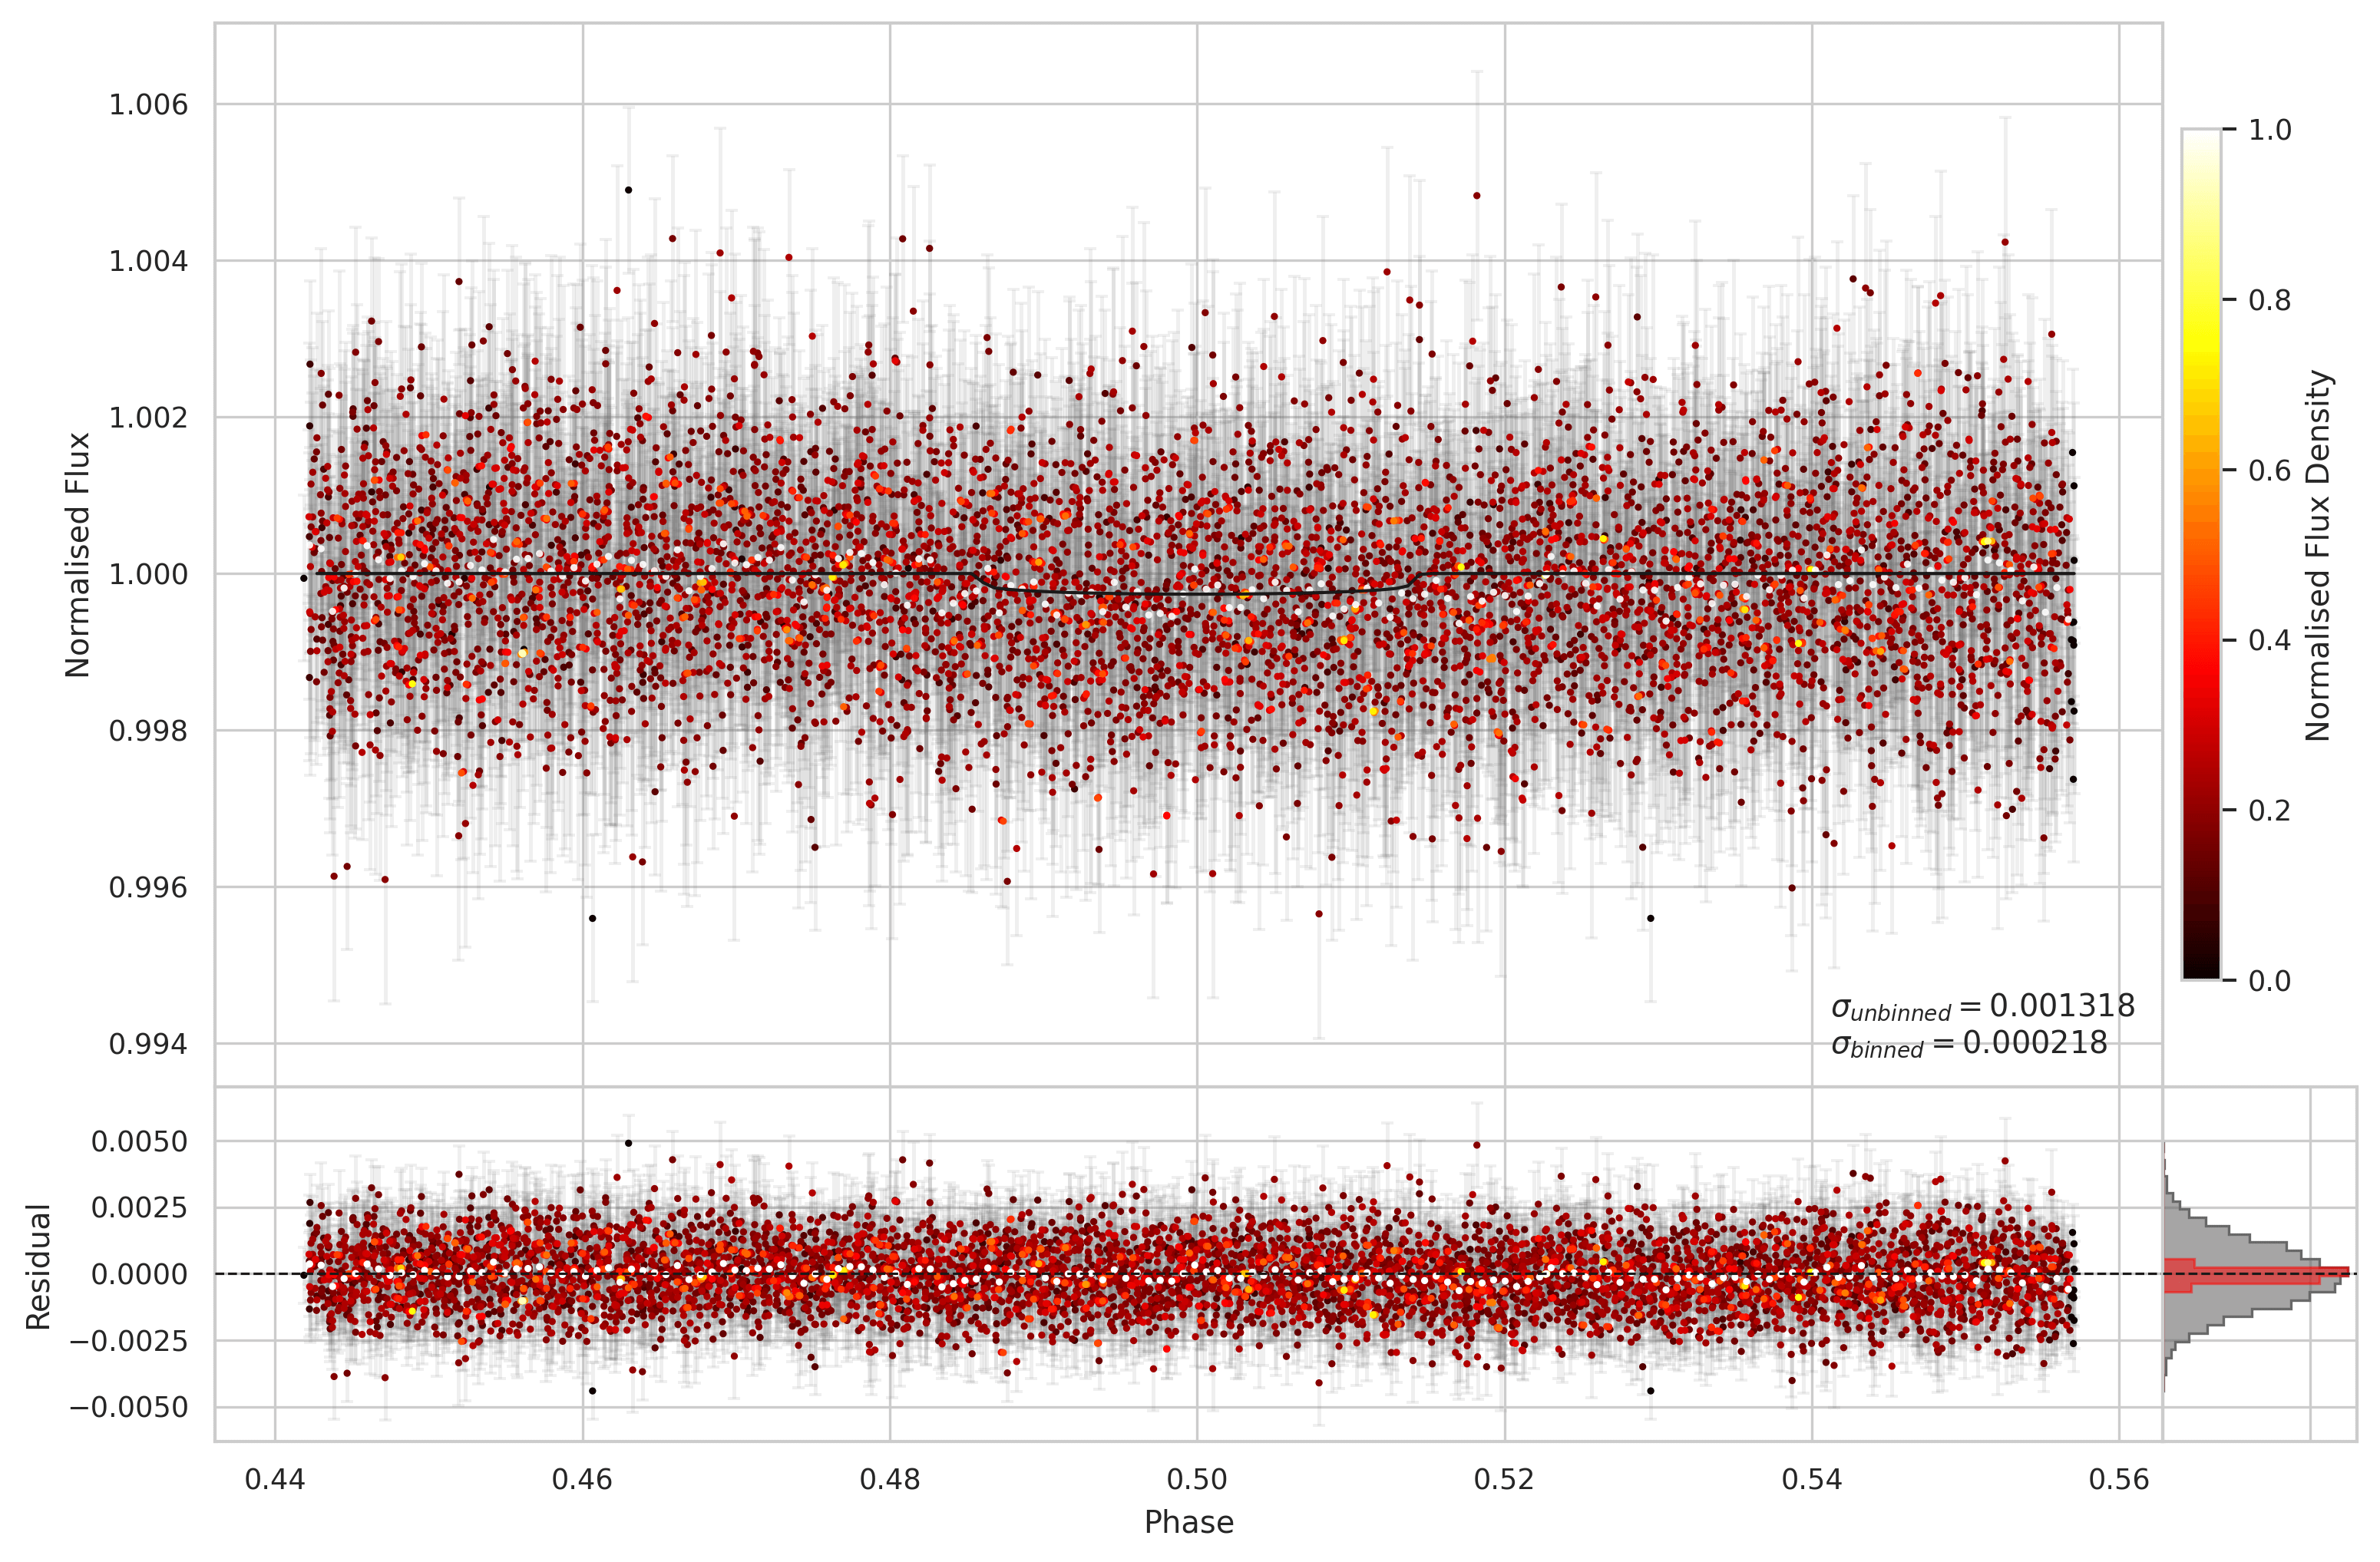 1.006
1.004
1.002
1.000
0.998
0.996
0.994
Normalised Flux
1.0
0.8
0.6
0.4
0.2
0.0
Normalised Flux Density
σunbinned = 0.001318
σbinned = 0.000218
0.0050
0.0025
0.0000
−0.0025
−0.0050
Residual
0.44 0.46 0.48 0.50 0.52 0.54 0.56
Phase